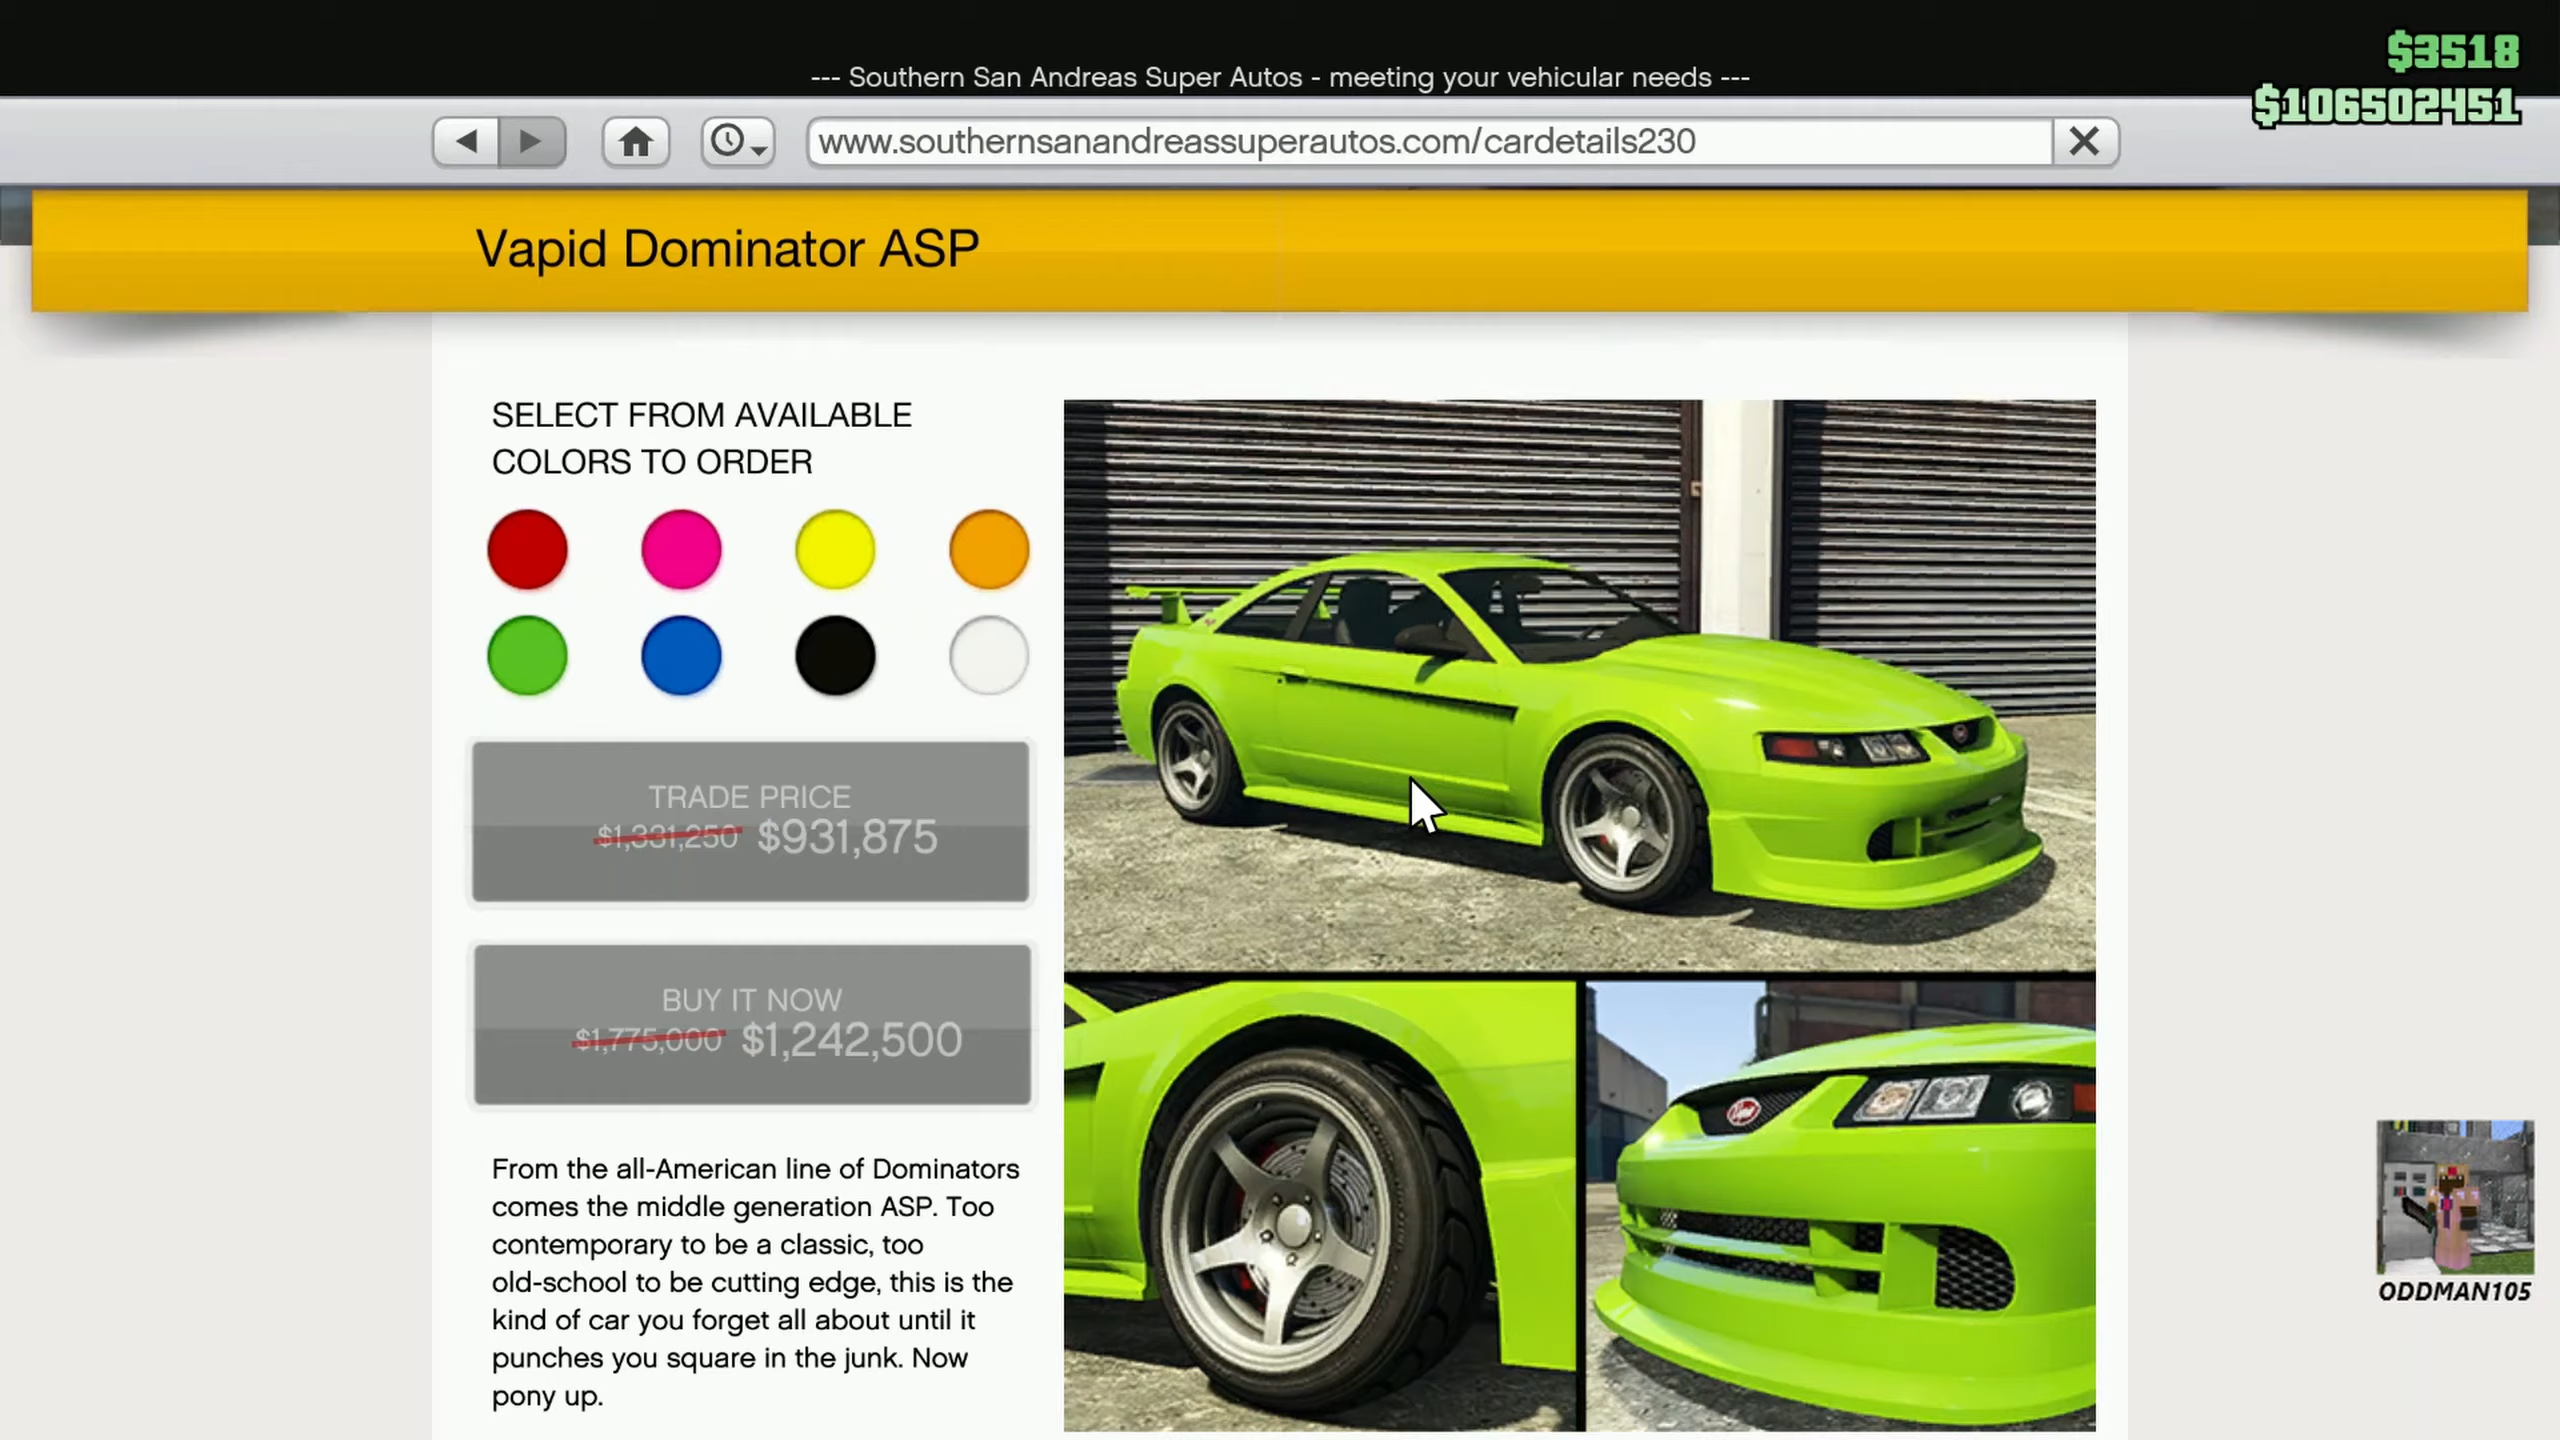 --- Southern San Andreas Super Autos - meeting your vehicular needs ---
$3518
$106502451
www.southernsanandreassuperautos.com/cardetails230
Vapid Dominator ASP
SELECT FROM AVAILABLE
COLORS TO ORDER
TRADE PRICE
$1,331,250 $931,875
BUY IT NOW
$1,775,000 $1,242,500
From the all-American line of Dominators
comes the middle generation ASP. Too
contemporary to be a classic, too
old-school to be cutting edge, this is the
kind of car you forget all about until it
punches you square in the junk. Now
pony up.
Vapid
ODDMAN105